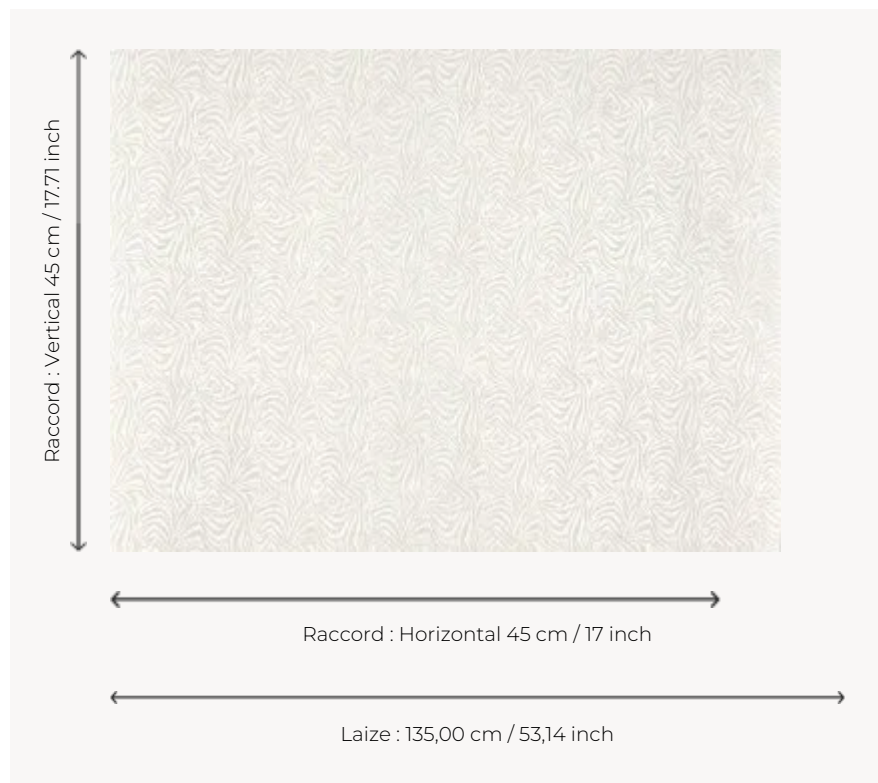 Raccord : Vertical 45 cm / 17.71 inch
Raccord : Horizontal 45 cm / 17 inch
Laize : 135,00 cm / 53,14 inch